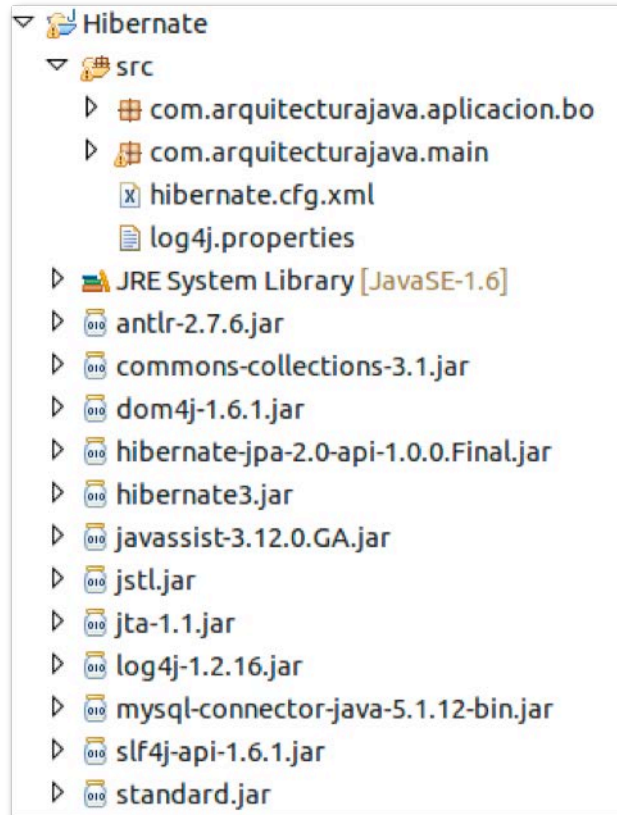 Hibernate
src
com.arquitecturajava.aplicacion.bo
com.arquitecturajava.main
hibernate.cfg.xml
log4j.properties
JRE System Library [JavaSE-1.6]
antlr-2.7.6.jar
commons-collections-3.1.jar
dom4j-1.6.1.jar
hibernate-jpa-2.0-api-1.0.0.Final.jar
hibernate3.jar
javassist-3.12.0.GA.jar
jstl.jar
jta-1.1.jar
log4j-1.2.16.jar
mysql-connector-java-5.1.12-bin.jar
slf4j-api-1.6.1.jar
standard.jar